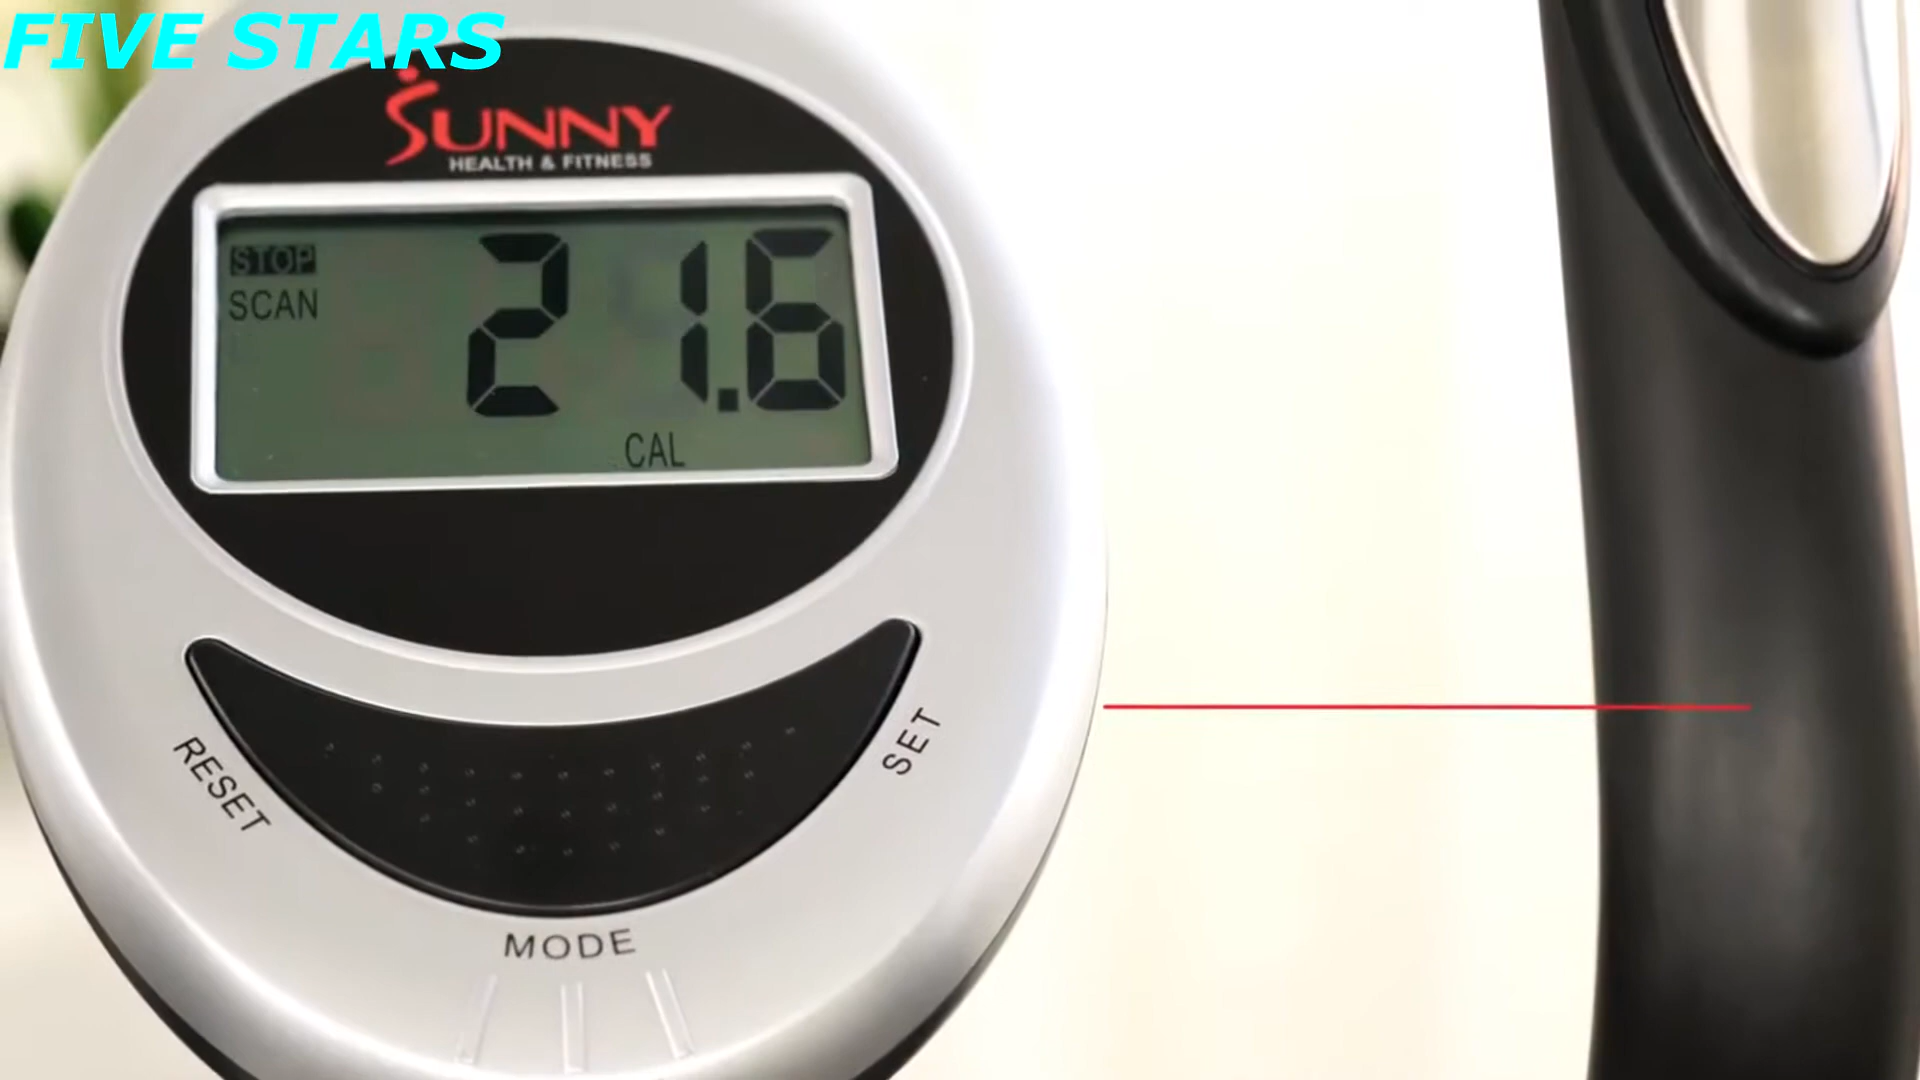 FIVE STARS
SUNNY
HEALTH & FITNESS
STOP
SCAN
21.6
CAL
RESET
SET
MODE